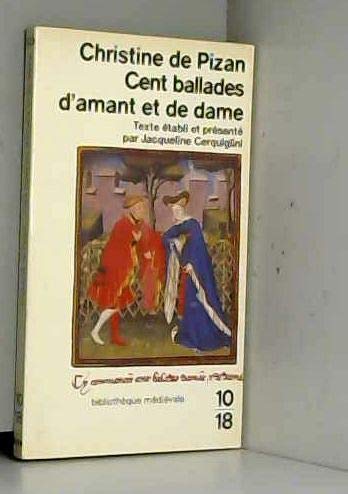 Christine de Pizan
Cent ballades
d'amant et de dame
Texte établi et présenté
par Jacqueline Cerquiglini
bibliothèque médiévale
10
18
10